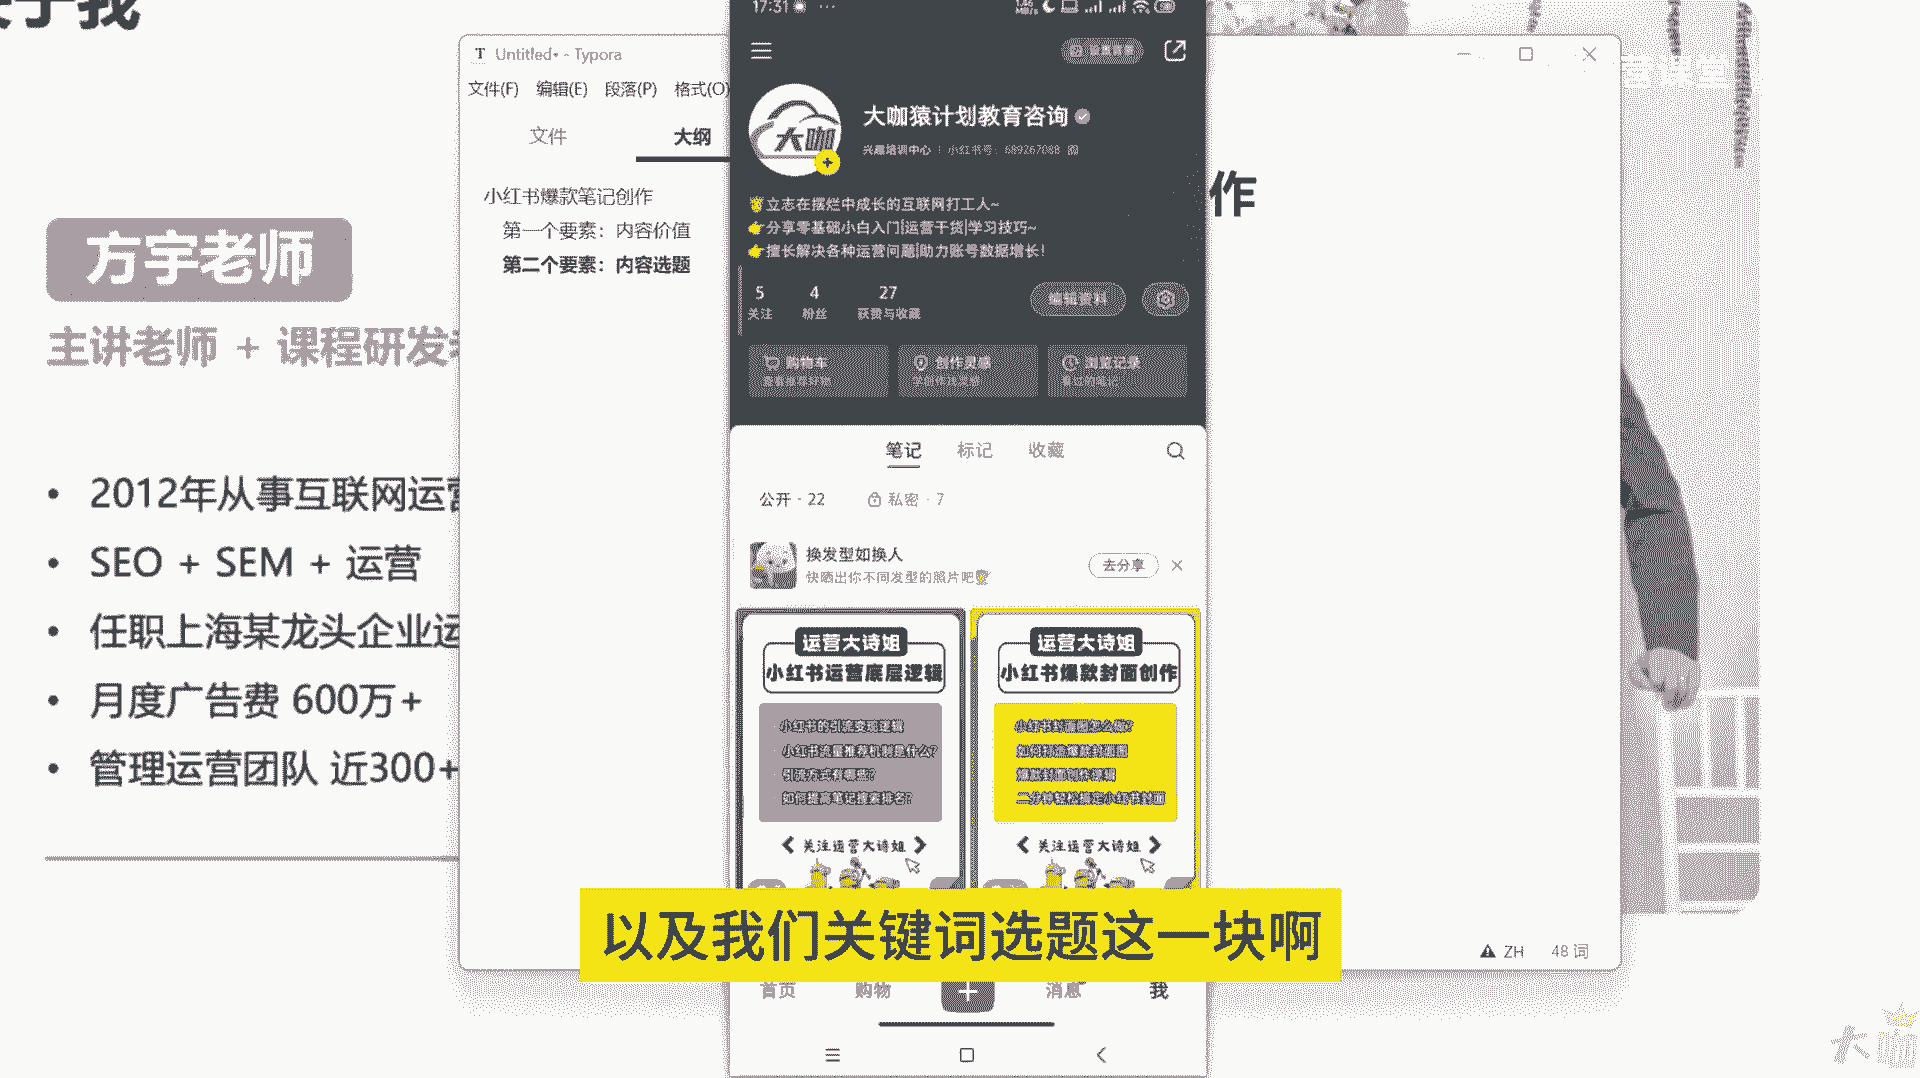 关于我
方宇老师
主讲老师 + 课程研发
2012年从事互联网运营
SEO + SEM + 运营
任职上海某龙头企业运
月度广告费 600万+
管理运营团队 近300+
Untitled• - Typora
文件(F) 编辑(E) 段落(P) 格式(O)
文件 大纲
小红书爆款笔记创作
第一个要素：内容价值
第二个要素：内容选题
作
17:31
大咖猿计划教育咨询
兴趣培训中心 | 小红书号：689267088
立志在摆烂中成长的互联网打工人~
分享零基础小白入门|运营干货|学习技巧~
擅长解决各种运营问题|助力账号数据增长！
5 4 27
关注 粉丝 获赞与收藏
编辑资料
购物车 创作灵感 浏览记录
查看推荐好物 学创作找灵感 看过的笔记
笔记 标记 收藏
公开 · 22 私密 · 7
换发型如换人
快晒出你不同发型的照片吧
去分享
运营大诗姐
小红书运营底层逻辑
小红书的引流变现逻辑
小红书流量推荐机制是什么？
引流方式有哪些？
如何提高笔记搜索排名？
关注运营大诗姐
运营大诗姐
小红书爆款封面创作
小红书封面图怎么做？
如何打造爆款封面图
爆款封面创作逻辑
二分钟轻松搞定小红书封面
关注运营大诗姐
以及我们关键词选题这一块啊
首页 购物 消息 我
ZH 48 词
大咖